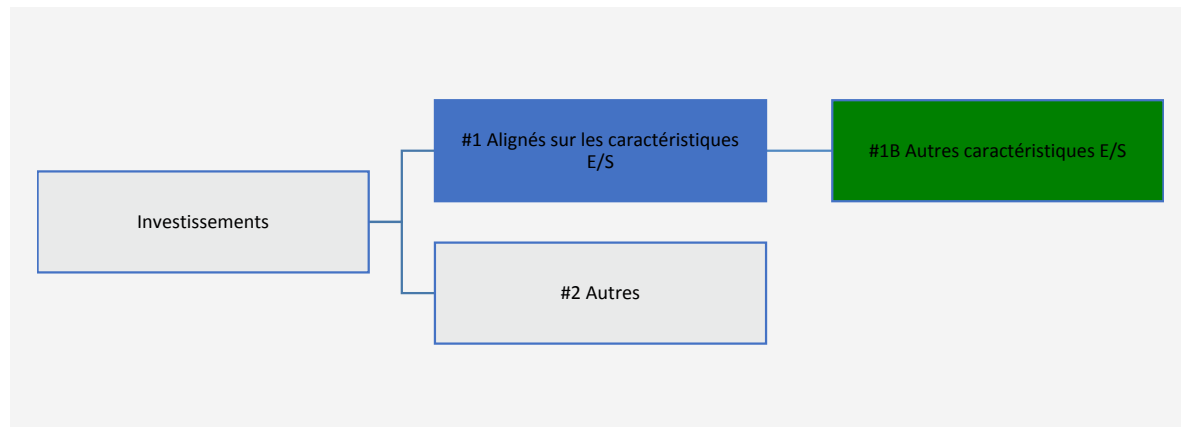 #1 Alignés sur les caractéristiques
E/S
#1B Autres caractéristiques E/S
Investissements
#2 Autres